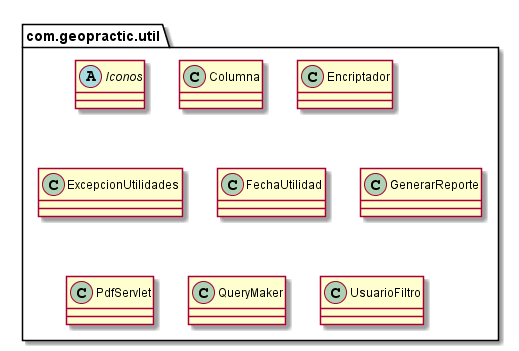 com.geopractic.util
A Iconos
C Columna
C Encriptador
C ExcepcionUtilidades
C FechaUtilidad
C GenerarReporte
C PdfServlet
C QueryMaker
C UsuarioFiltro